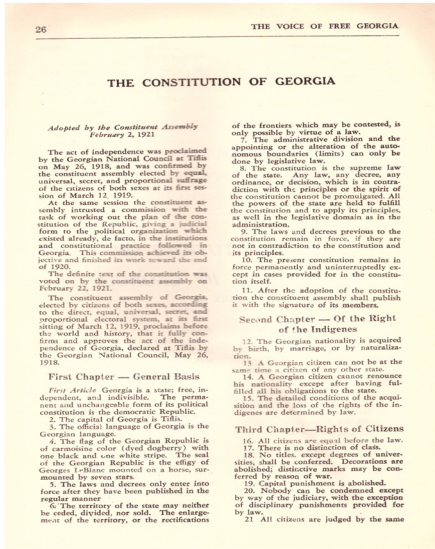 26
THE VOICE OF FREE GEORGIA
THE CONSTITUTION OF GEORGIA
Adopted by the Constituent Assembly
February 2, 1921
The act of independence was proclaimed
by the Georgian National Council at Tiflis
on May 26, 1918, and was confirmed by
the constituent assembly elected by equal,
universal, secret, and proportional suffrage
of the citizens of both sexes at its first ses-
sion of March 12, 1919.
At the same session the constituent as-
sembly intrusted a commission with the
task of working out the plan of the con-
stitution of the Republic, giving a judicial
form to the political organization which
existed already, de facto, in the institutions
and constitutional practice followed in
Georgia. This commission achieved its ob-
jective and finished its work toward the end
of 1920.
The definite text of the constitution was
voted on by the constituent assembly on
February 22, 1921.
The constituent assembly of Georgia,
elected by citizens of both sexes, according
to the direct, equal, universal, secret, and
proportional electoral system, at its first
sitting of March 12, 1919, proclaims before
the world and history, that it fully con-
firms and approves the act of the inde-
pendence of Georgia, declared at Tiflis by
the Georgian National Council, May 26,
1918.
First Chapter — General Basis
First Article Georgia is a state; free, in-
dependent, and indivisible. The perma-
nent and unchangeable form of its political
constitution is the democratic Republic.
2. The capital of Georgia is Tiflis.
3. The official language of Georgia is the
Georgian language.
4. The flag of the Georgian Republic is
of carmoisine color (dyed dogberry) with
one black and one white stripe. The seal
of the Georgian Republic is the effigy of
Georges LeBlanc mounted on a horse, sur-
mounted by seven stars.
5. The laws and decrees only enter into
force after they have been published in the
regular manner
6. The territory of the state may neither
be ceded, divided, nor sold. The enlarge-
ment of the territory, or the rectifications
of the frontiers which may be contested, is
only possible by virtue of a law.
7. The administrative division and the
appointing or the alteration of the auto-
nomous boundaries (limits) can only be
done by legislative law.
8. The constitution is the supreme law
of the state. Any law, any decree, any
ordinance, or decision, which is in contra-
diction with the principles or the spirit of
the constitution cannot be promulgated. All
the powers of the state are held to fulfill
the constitution and to apply its principles,
as well in the legislative domain as in the
administration.
9. The laws and decrees previous to the
constitution remain in force, if they are
not in contradiction to the constitution and
its principles.
10. The present constitution remains in
force permanently and uninterruptedly ex-
cept in cases provided for in the constitu-
tion itself.
11. After the adoption of the constitu-
tion the constituent assembly shall publish
it with the signature of its members.
Second Chapter — Of the Right
of the Indigenes
12. The Georgian nationality is acquired
by birth, by marriage, or by naturaliza-
tion.
13 A Georgian citizen can not be at the
same time a citizen of any other state.
14. A Georgian citizen cannot renounce
his nationality except after having ful-
filled all his obligations to the state.
15. The detailed conditions of the acqui-
sition and the loss of the rights of the in-
digenes are determined by law.
Third Chapter—Rights of Citizens
16. All citizens are equal before the law.
17. There is no distinction of class.
18. No titles, except degrees of univer-
sities, shall be conferred. Decorations are
abolished; distinctive marks may be con-
ferred by reason of war.
19. Capital punishment is abolished.
20. Nobody can be condemned except
by way of the judiciary, with the exception
of disciplinary punishments provided for
by law.
21 All citizens are judged by the same